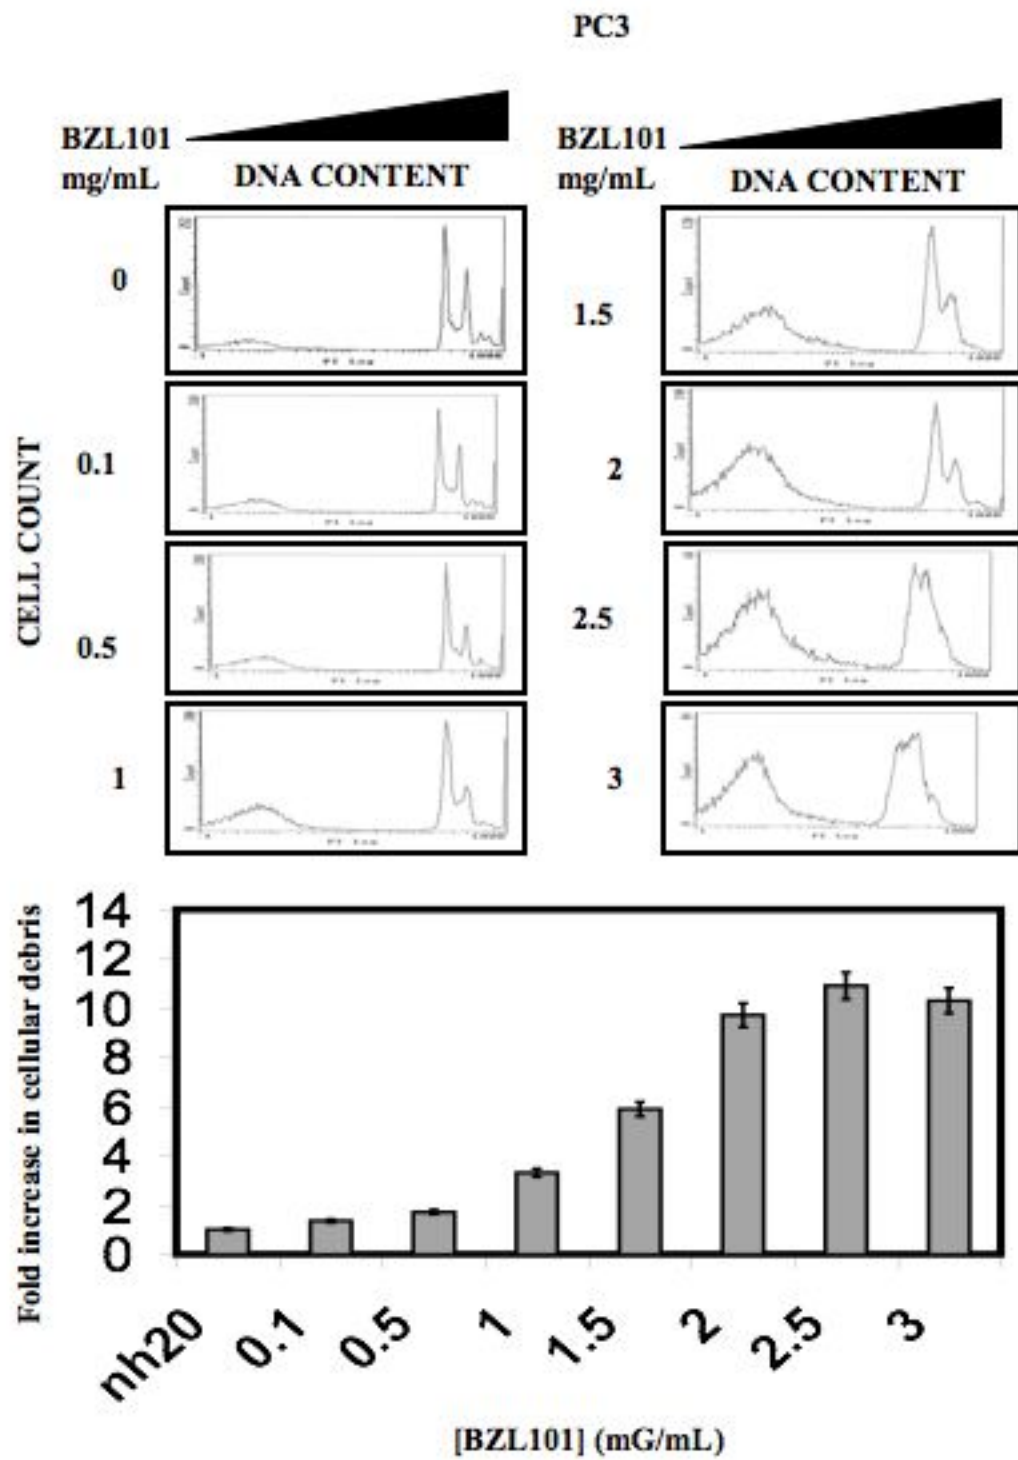 PC3
BZL101
mg/mL
DNA CONTENT
BZL101
mg/mL
DNA CONTENT
CELL COUNT
0
0.1
0.5
1
1.5
2
2.5
3
Fold increase in cellular debris
14
12
10
8
6
4
2
0
nh20
0.1
0.5
1
1.5
2
2.5
3
[BZL101] (mG/mL)